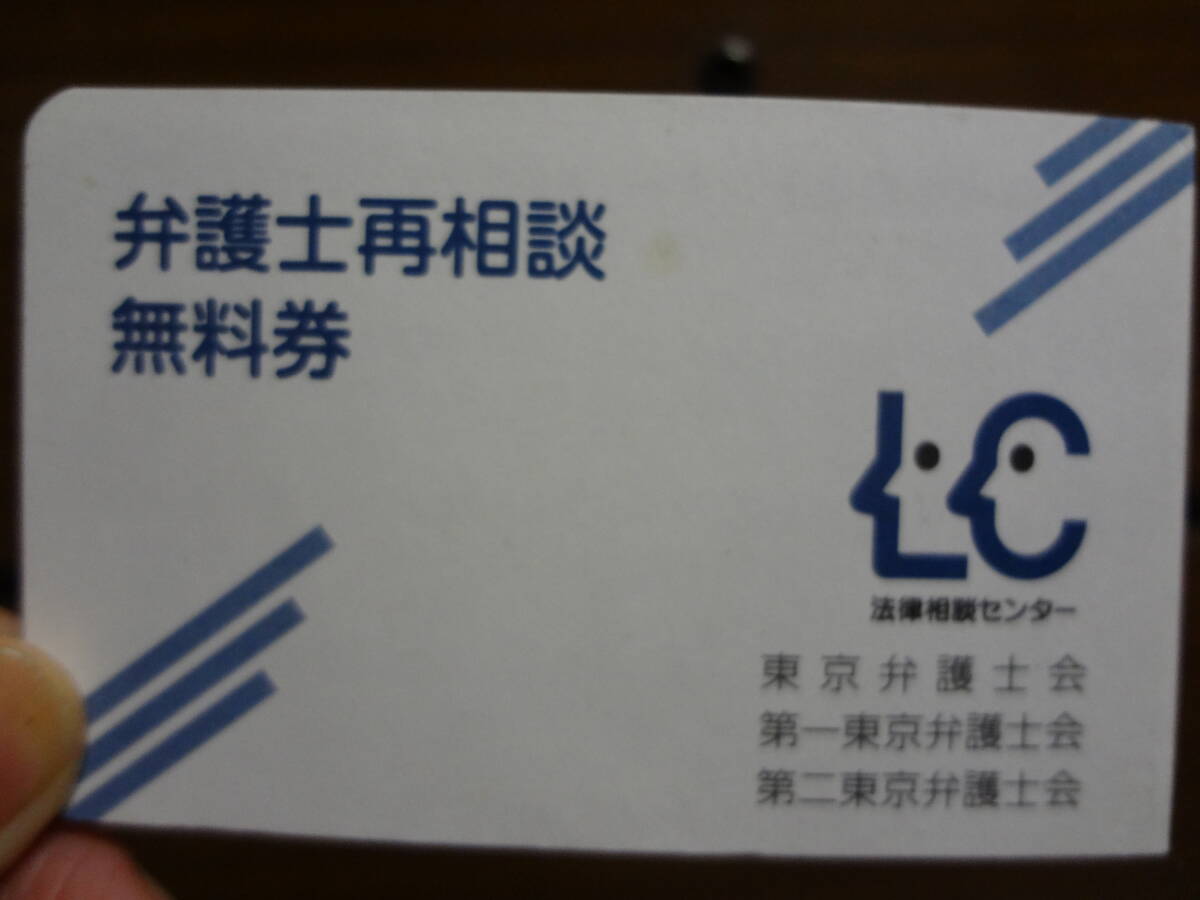 弁護士再相談
無料券
LC
法律相談センター
東京弁護士会
第一東京弁護士会
第二東京弁護士会